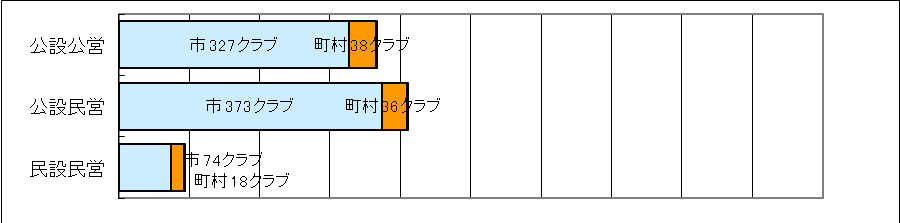 公設公営 市327クラブ 町村38クラブ
公設民営 市373クラブ 町村36クラブ
民設民営 市74クラブ
町村18クラブ